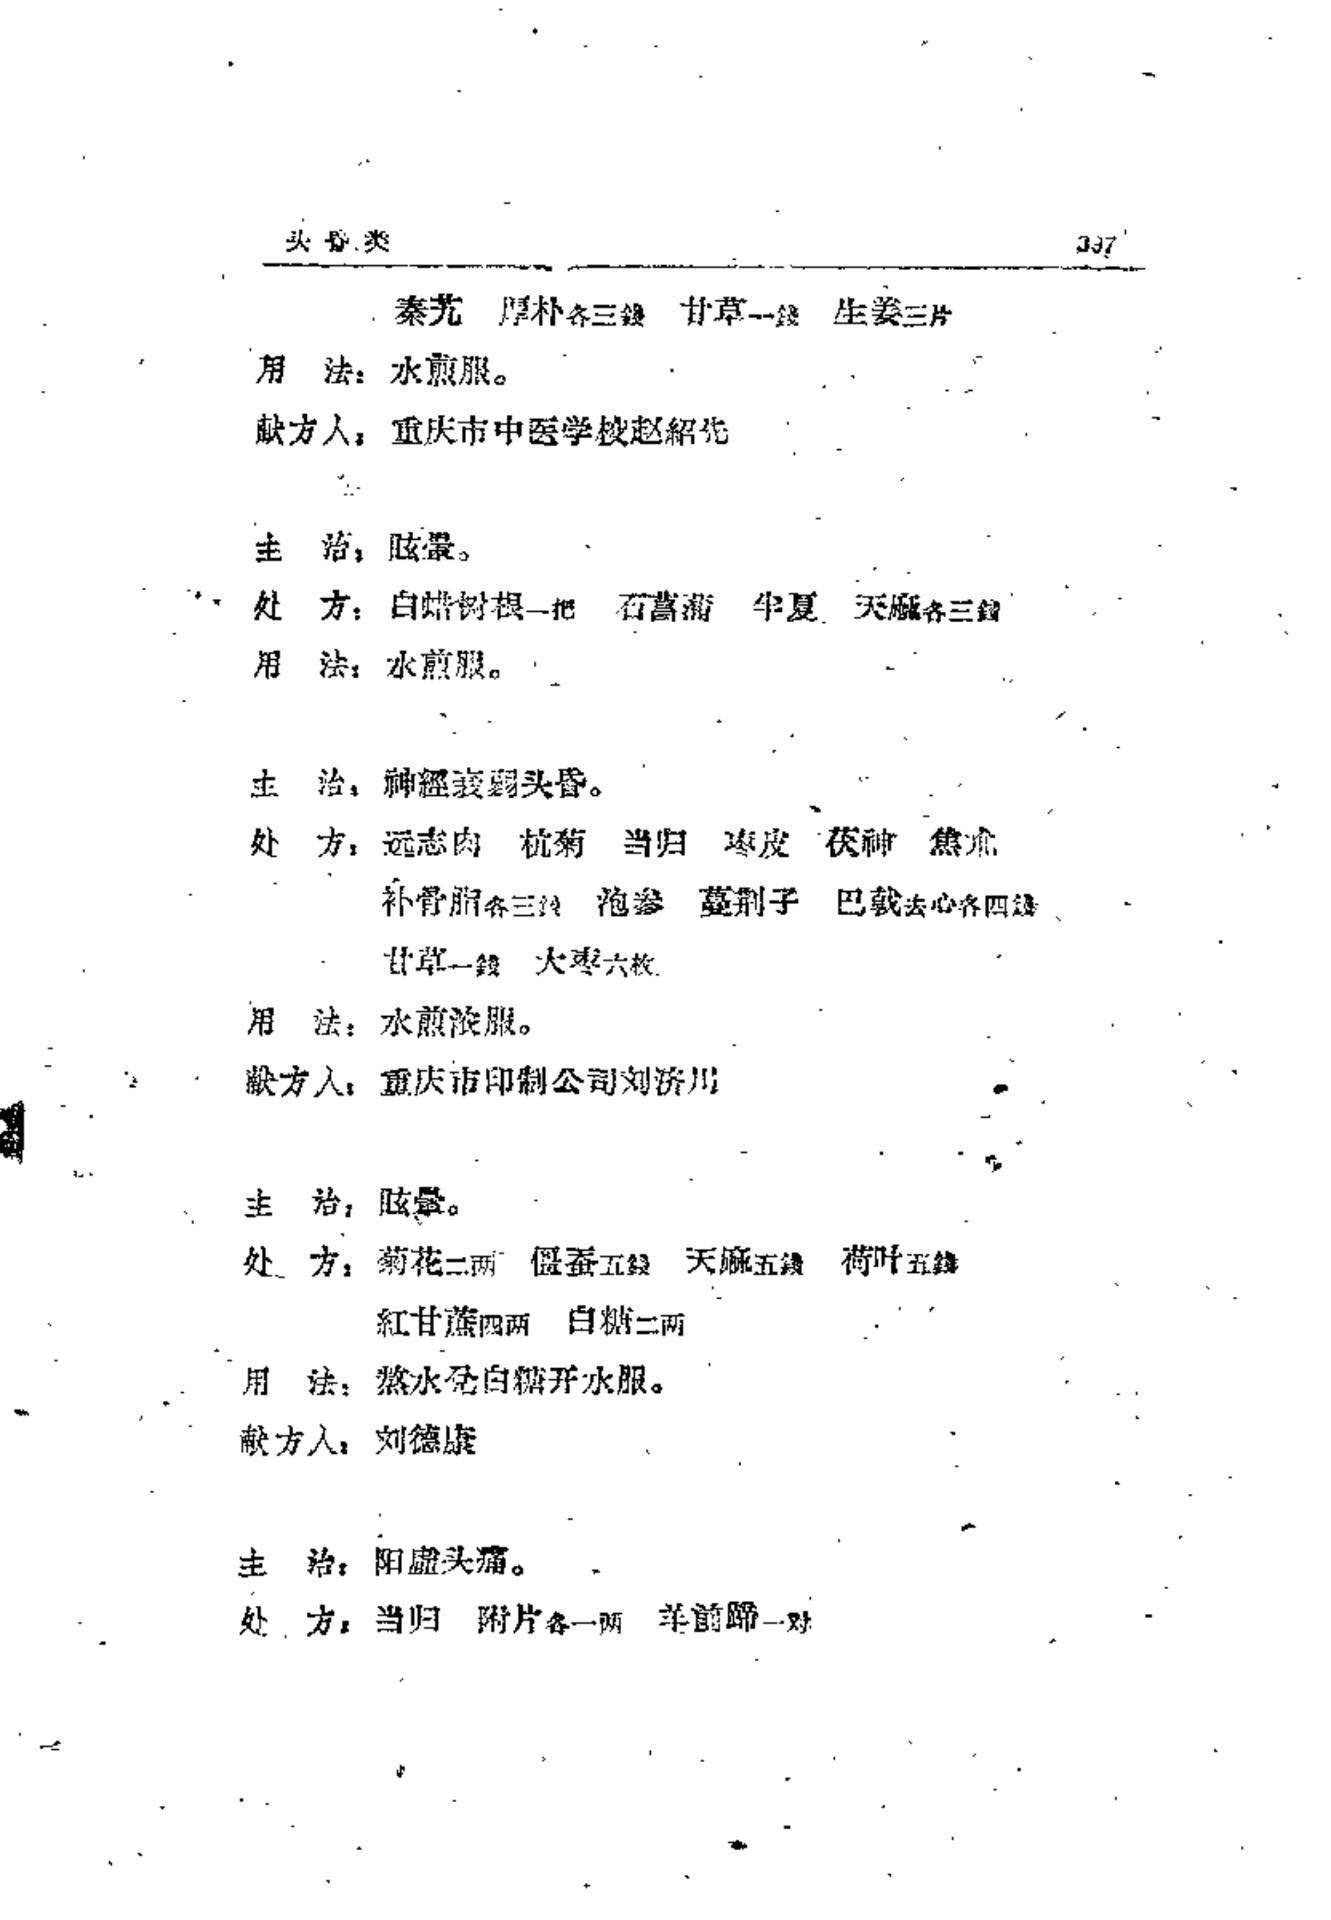 头昏类 397
秦艽 厚朴各三錢 甘草一錢 生姜三片
用 法：水煎服。
献方人：重庆市中医学校赵紹先
主 治：眩暈。
处 方：白蜡树根一把 石菖蒲 半夏 天麻各三錢
用 法：水煎服。
主 治：神經衰弱头昏。
处 方：远志肉 杭菊 当归 枣皮 茯神 焦朮
补骨脂各三錢 泡参 蔓荆子 巴戟去心各四錢
甘草一錢 大枣六枚
用 法：水煎浓服。
献方人：重庆市印制公司刘济川
主 治：眩暈。
处 方：菊花二两 僵蚕五錢 天麻五錢 荷叶五錢
紅甘蔗四两 白糖二两
用 法：熬水兑白糖开水服。
献方人：刘德康
主 治：阳虛头痛。
处 方：当归 附片各一两 羊前蹄一对